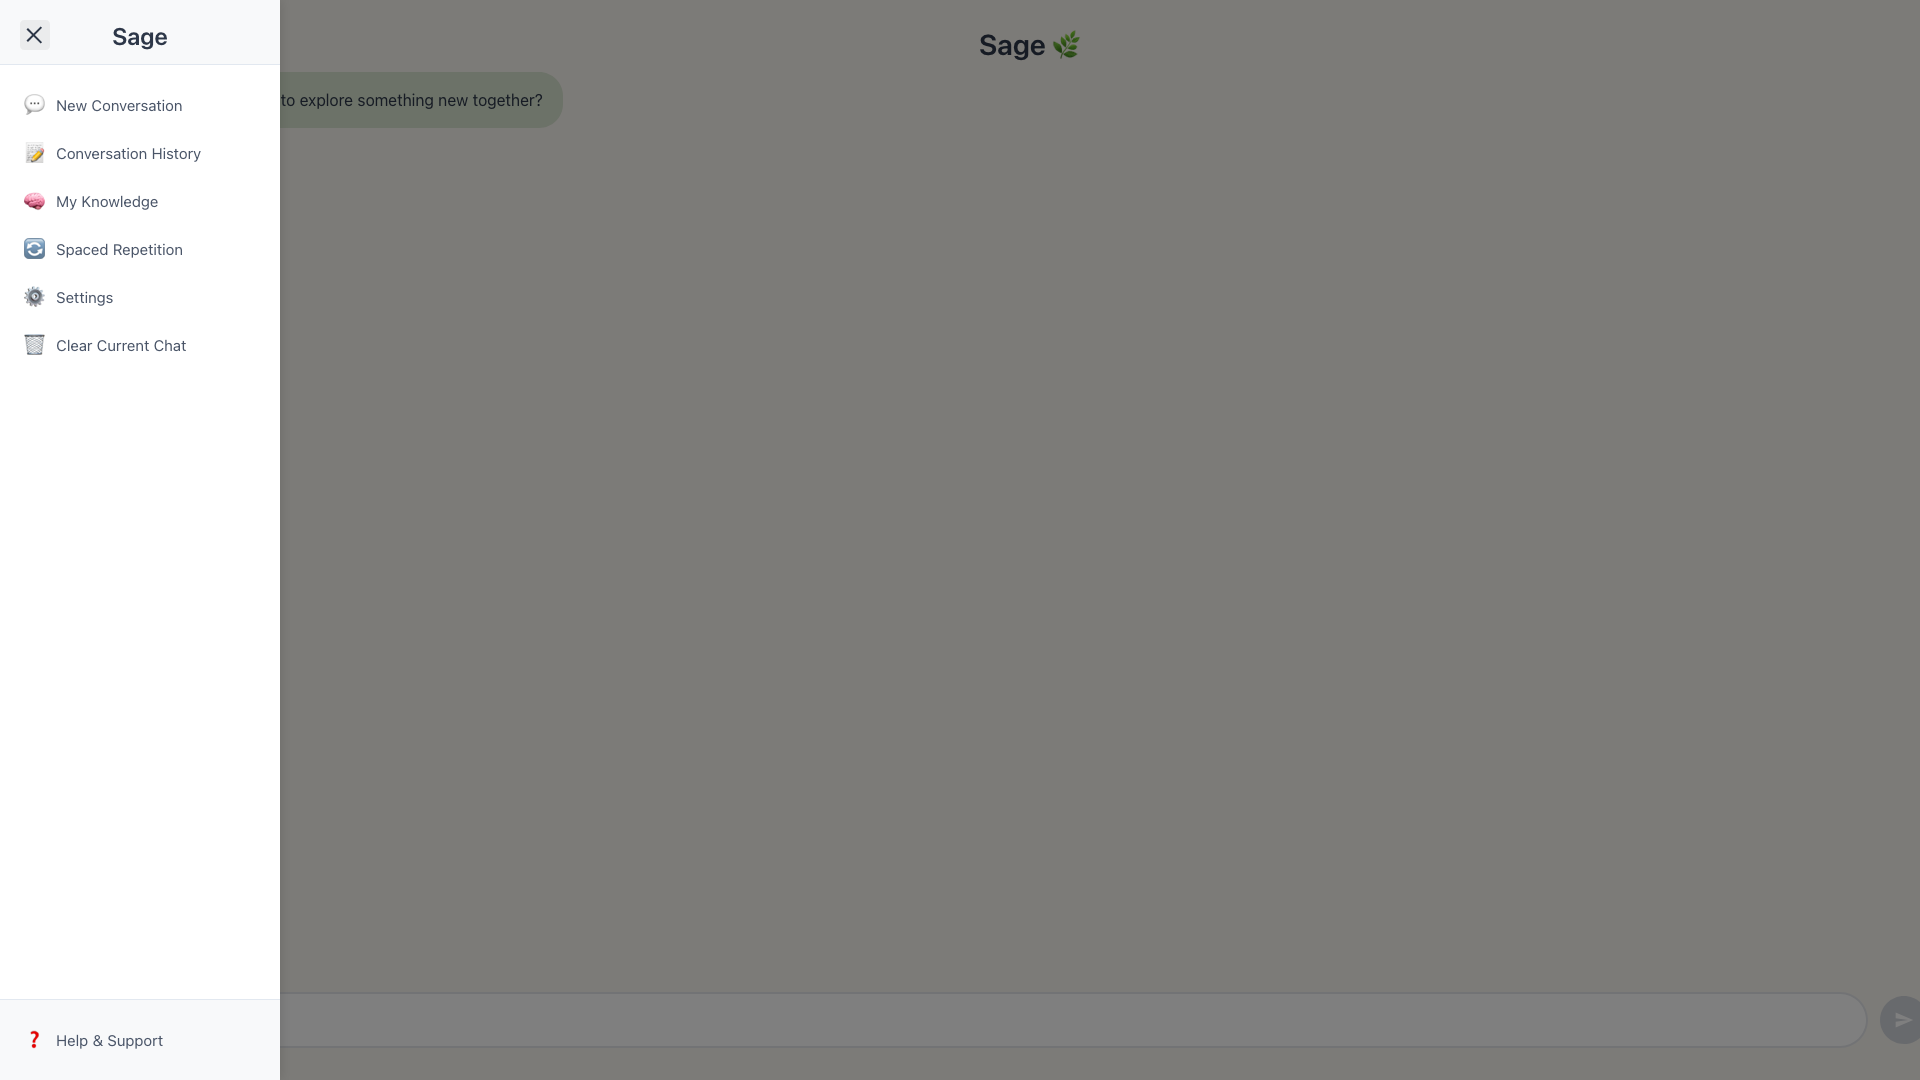 Sage
New Conversation
Conversation History
My Knowledge
Spaced Repetition
Settings
Clear Current Chat
Help & Support
Sage
to explore something new together?